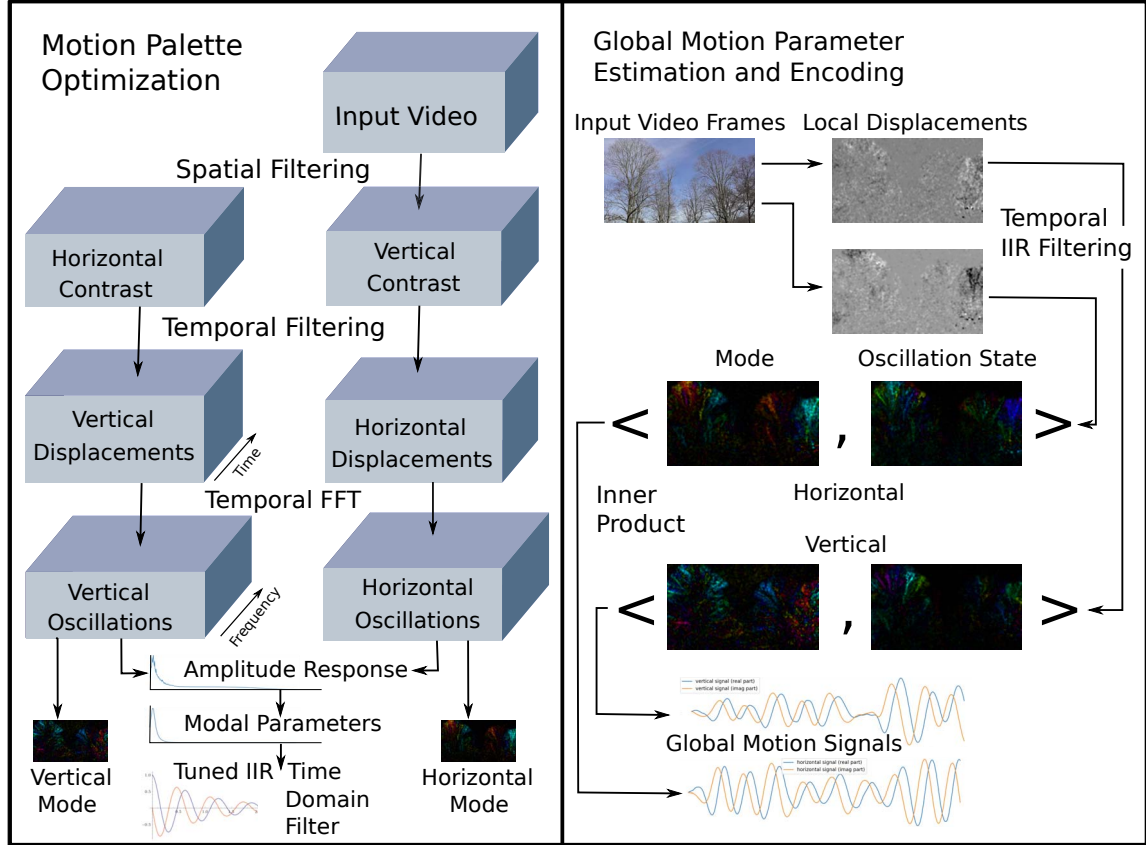 Motion Palette
Optimization
Input Video
Spatial Filtering
Horizontal
Contrast
Vertical
Contrast
Temporal Filtering
Vertical
Displacements
Time
Horizontal
Displacements
Temporal FFT
Vertical
Oscillations
Frequency
Horizontal
Oscillations
Amplitude Response
Modal Parameters
Vertical
Mode
Tuned IIR
Time
Domain
Filter
Horizontal
Mode
Global Motion Parameter
Estimation and Encoding
Input Video Frames
Local Displacements
Temporal
IIR Filtering
Mode
Oscillation State
< , >
Horizontal
Inner
Product
Vertical
< , >
vertical signal (real part)
vertical signal (imag part)
Global Motion Signals
horizontal signal (real part)
horizontal signal (imag part)